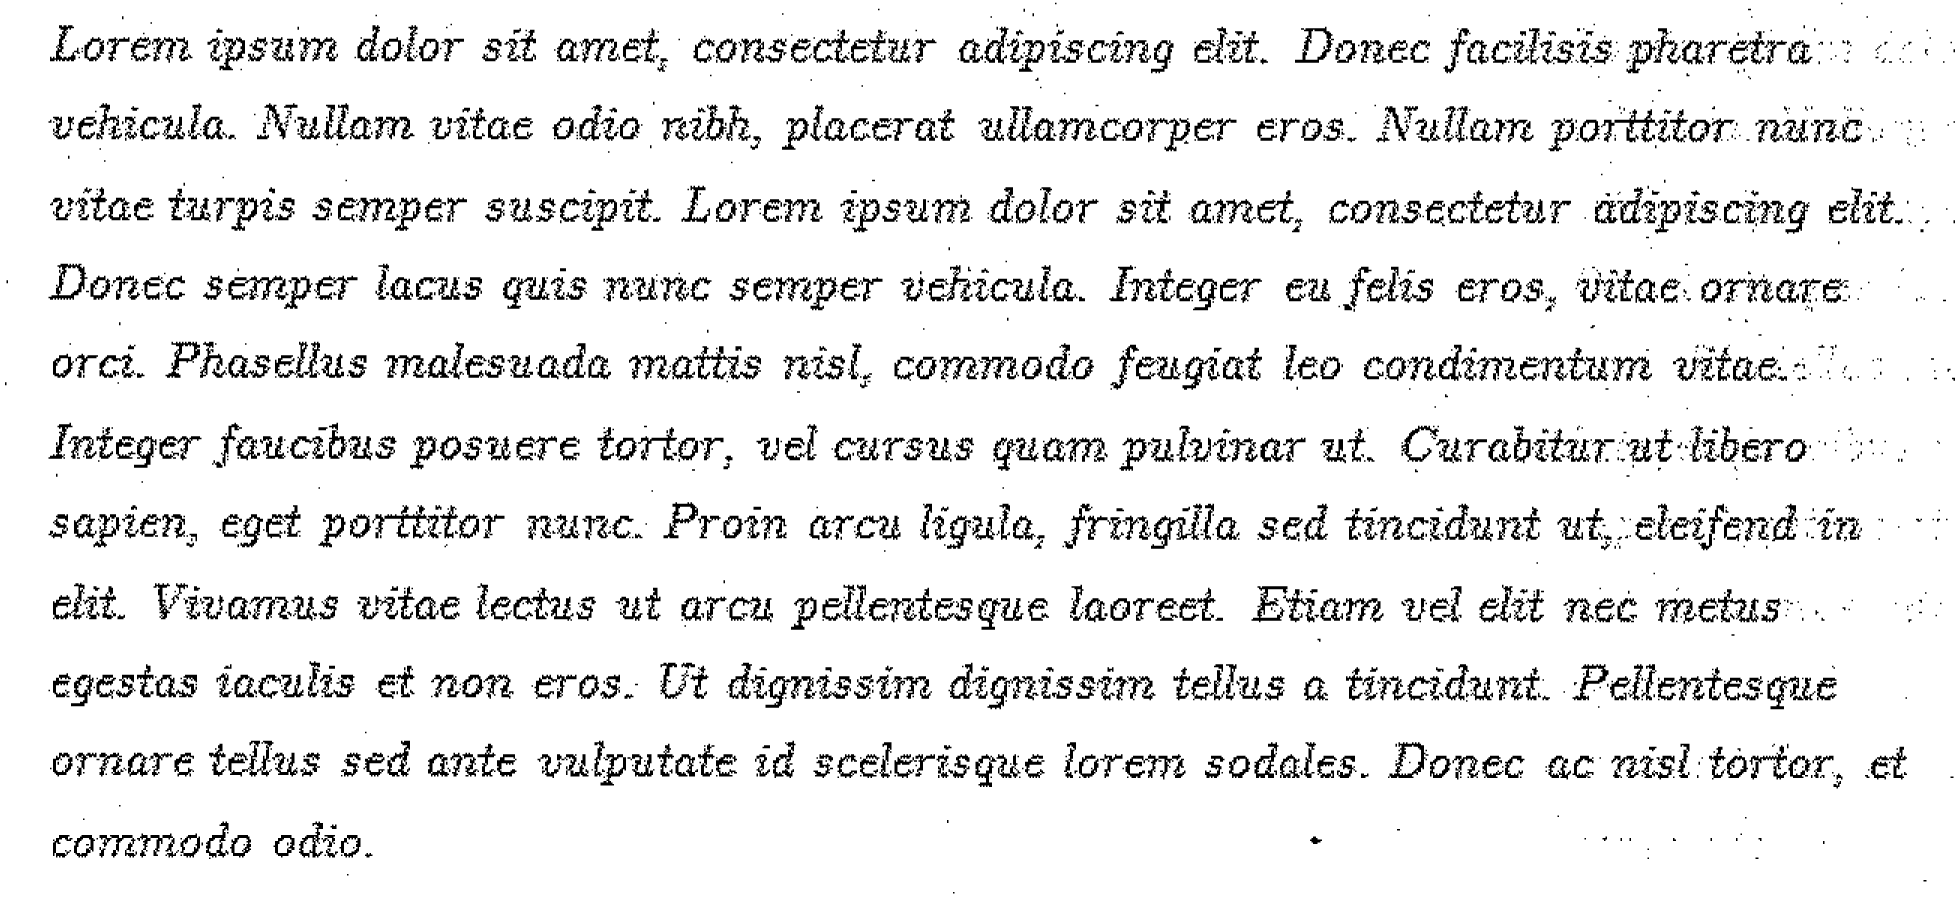 Lorem ipsum dolor sit amet, consectetur adipiscing elit. Donec facilisis pharetra
vehicula. Nullam vitae odio nibh, placerat ullamcorper eros. Nullam porttitor nunc
vitae turpis semper suscipit. Lorem ipsum dolor sit amet, consectetur adipiscing elit.
Donec semper lacus quis nunc semper vehicula. Integer eu felis eros, vitae ornare
orci. Phasellus malesuada mattis nisl, commodo feugiat leo condimentum vitae.
Integer faucibus posuere tortor, vel cursus quam pulvinar ut. Curabitur ut libero
sapien, eget porttitor nunc. Proin arcu ligula, fringilla sed tincidunt ut, eleifend in
elit. Vivamus vitae lectus ut arcu pellentesque laoreet. Etiam vel elit nec metus
egestas iaculis et non eros. Ut dignissim dignissim tellus a tincidunt. Pellentesque
ornare tellus sed ante vulputate id scelerisque lorem sodales. Donec ac nisl tortor, et
commodo odio.